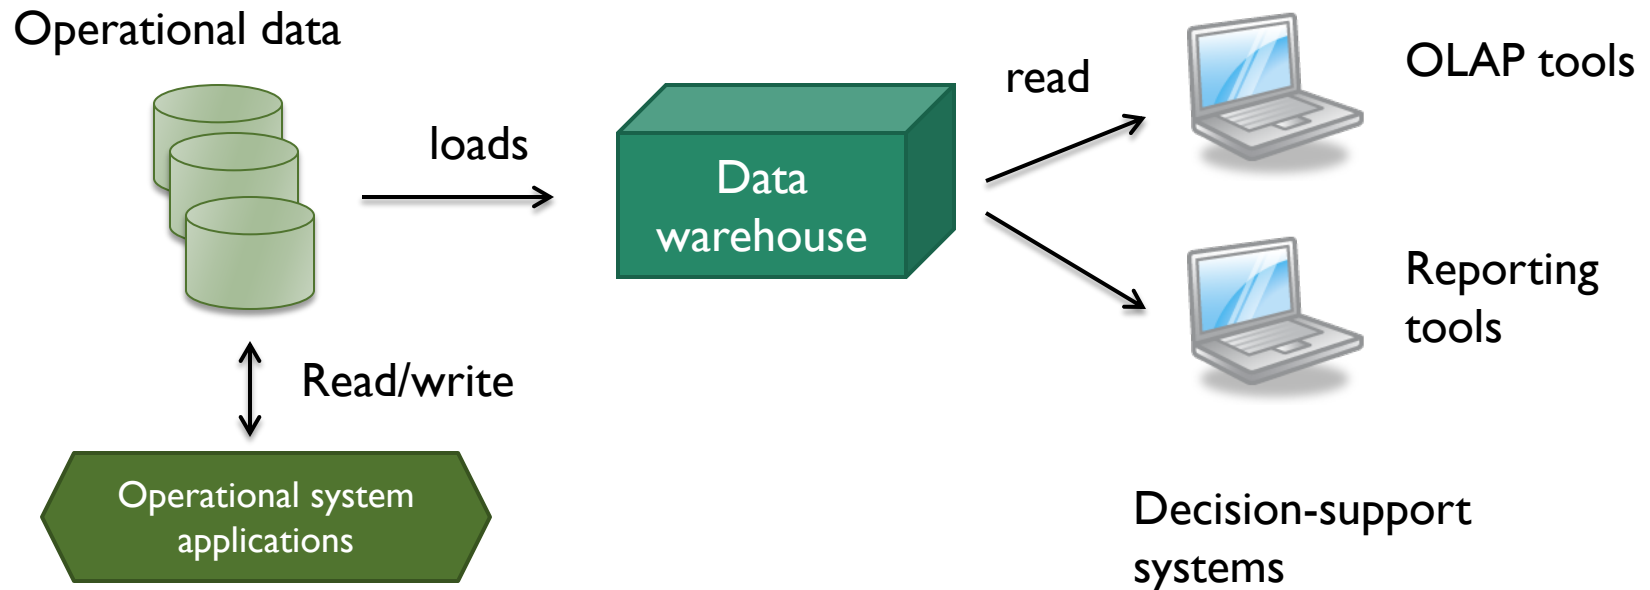 Operational data
loads
Read/write
Operational system
applications
Data
warehouse
read
OLAP tools
Reporting
tools
Decision-support
systems